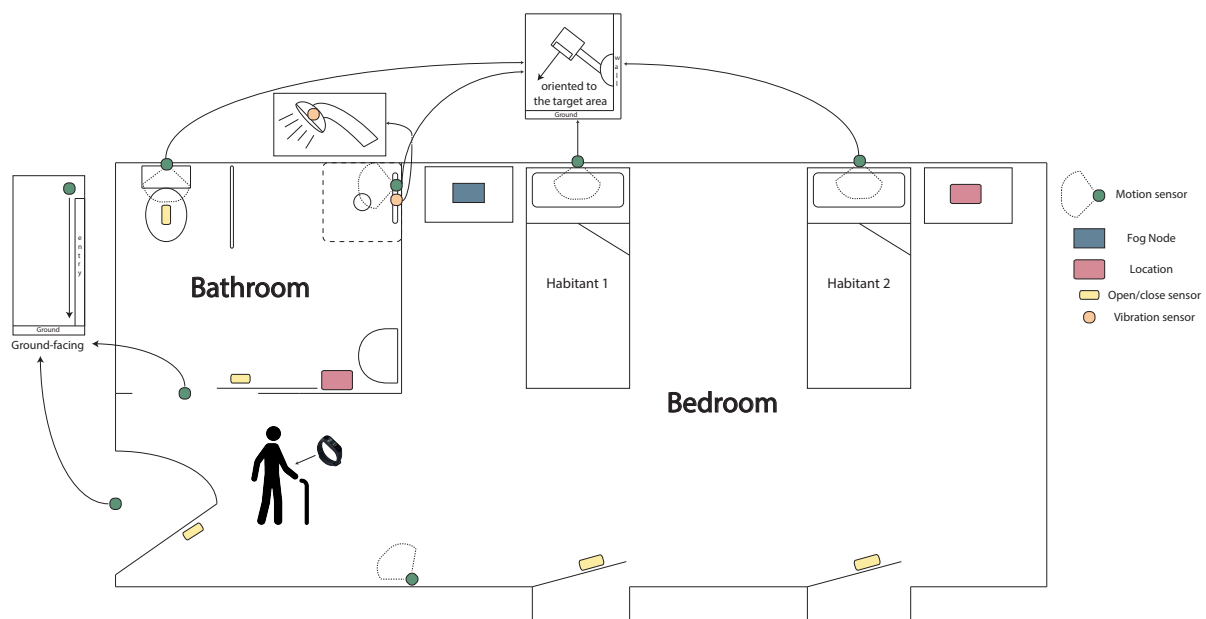 wall
oriented to
the target area
Ground
entry
Ground
Ground-facing
Bathroom
Habitant 1
Habitant 2
Bedroom
Motion sensor
Fog Node
Location
Open/close sensor
Vibration sensor